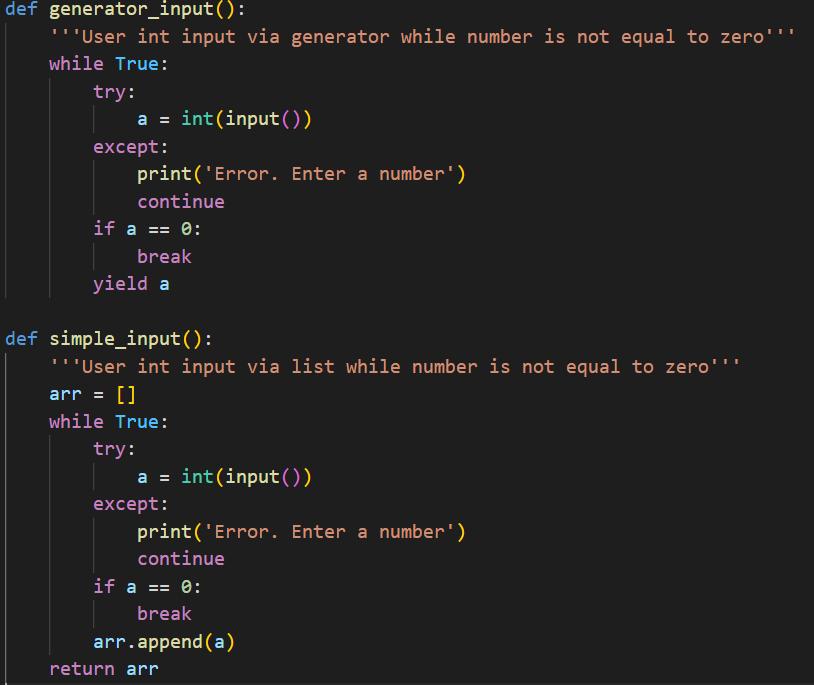 def generator_input():
    '''User int input via generator while number is not equal to zero'''
    while True:
        try:
            a = int(input())
        except:
            print('Error. Enter a number')
            continue
        if a == 0:
            break
        yield a

def simple_input():
    '''User int input via list while number is not equal to zero'''
    arr = []
    while True:
        try:
            a = int(input())
        except:
            print('Error. Enter a number')
            continue
        if a == 0:
            break
        arr.append(a)
    return arr